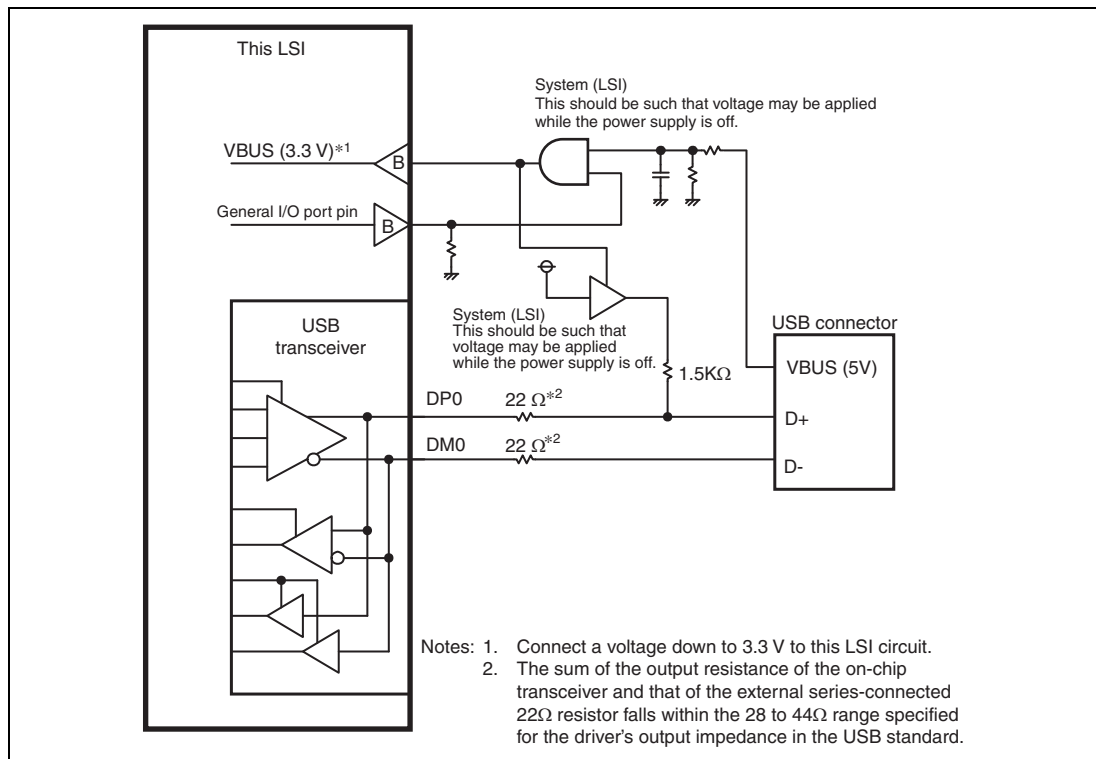 This LSI
System (LSI)
This should be such that voltage may be applied
while the power supply is off.
VBUS (3.3 V)*1
B
General I/O port pin
B
System (LSI)
This should be such that
voltage may be applied
while the power supply is off.
USB
transceiver
USB connector
VBUS (5V)
1.5KΩ
DP0
22 Ω*2
D+
DM0
22 Ω*2
D-
Notes: 1. Connect a voltage down to 3.3 V to this LSI circuit.
2. The sum of the output resistance of the on-chip
transceiver and that of the external series-connected
22Ω resistor falls within the 28 to 44Ω range specified
for the driver's output impedance in the USB standard.